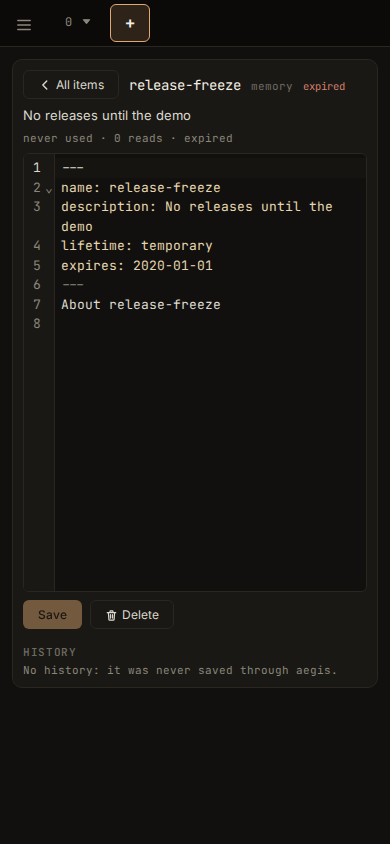 0
+
All items release-freeze memory expired
No releases until the demo
never used · 0 reads · expired
1 ---
2 name: release-freeze
3 description: No releases until the
demo
4 lifetime: temporary
5 expires: 2020-01-01
6 ---
7 About release-freeze
8
Save Delete
HISTORY
No history: it was never saved through aegis.